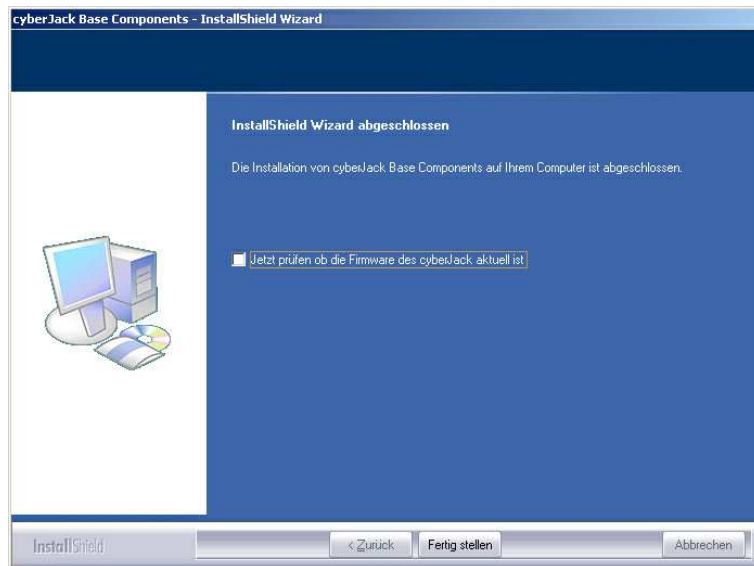 cyberJack Base Components - InstallShield Wizard
InstallShield Wizard abgeschlossen
Die Installation von cyberJack Base Components auf Ihrem Computer ist abgeschlossen.
Jetzt prüfen ob die Firmware des cyberJack aktuell ist
InstallShield
< Zurück
Fertig stellen
Abbrechen